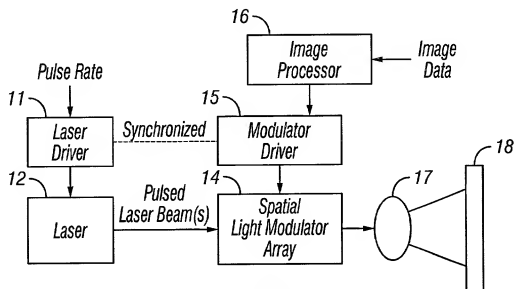 16
Image
Processor
Image
Data
Pulse Rate
11
15
18
Laser
Driver
Synchronized
Modulator
Driver
12
Pulsed
Laser Beam(s)
14
17
Laser
Spatial
Light Modulator
Array